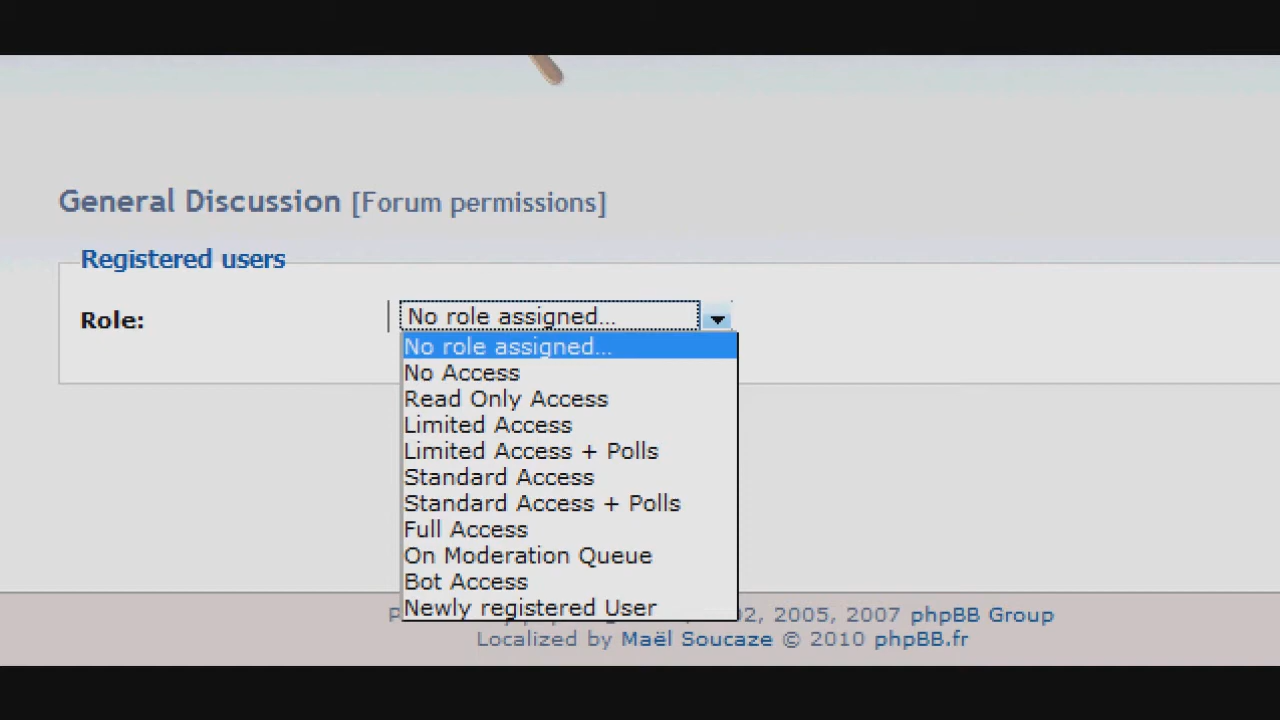 General Discussion [Forum permissions]
Registered users
Role:
No role assigned...
No role assigned...
No Access
Read Only Access
Limited Access
Limited Access + Polls
Standard Access
Standard Access + Polls
Full Access
On Moderation Queue
Bot Access
Newly registered User
2005, 2007 phpBB Group
Localized by Maël Soucaze © 2010 phpBB.fr